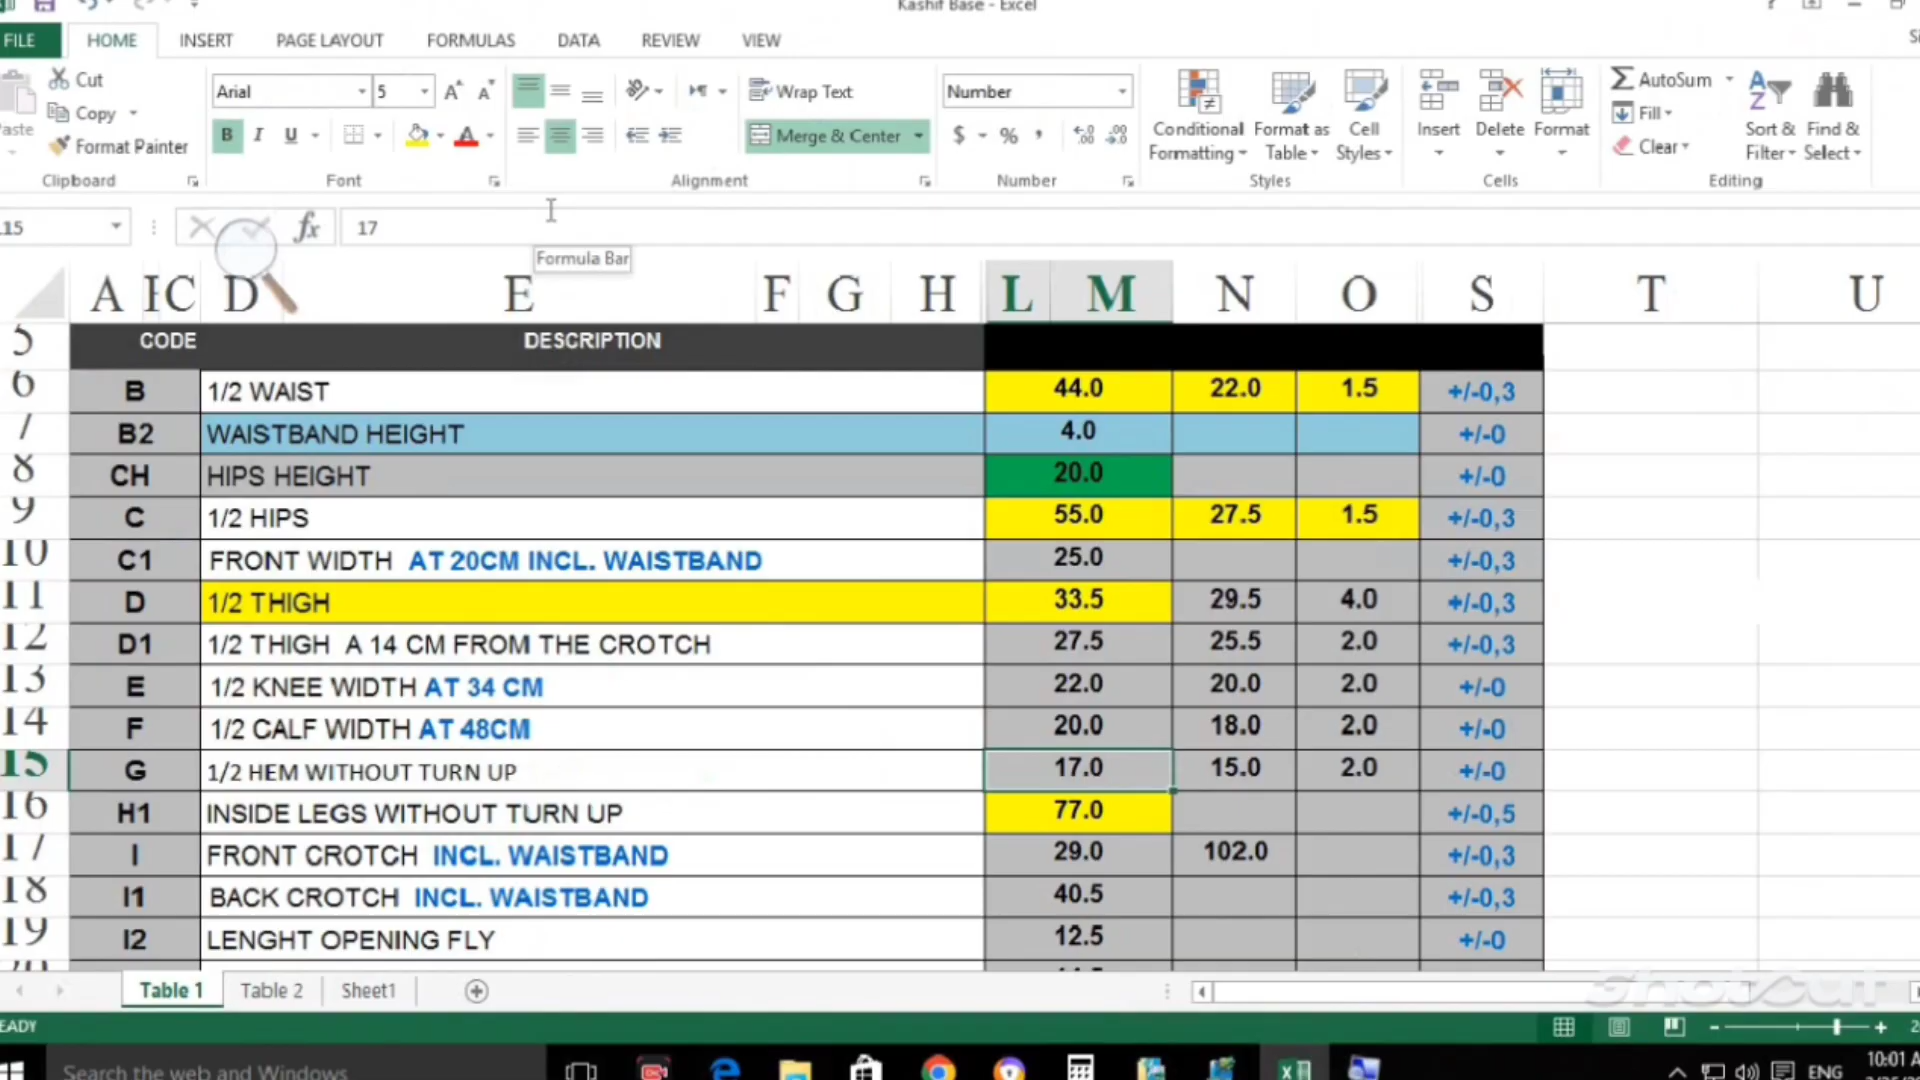 Kashif Base - Excel
FILE HOME INSERT PAGE LAYOUT FORMULAS DATA REVIEW VIEW
Cut
Copy
Format Painter
Clipboard
Arial 5
B I U
Font
Wrap Text
Merge & Center
Alignment
Number
$ %
Number
Conditional Formatting
Format as Table
Cell Styles
Styles
Insert Delete Format
Cells
AutoSum
Fill
Clear
Sort & Filter
Find & Select
Editing
17
Formula Bar
A C D E F G H L M N O S T U
CODE DESCRIPTION
6 B 1/2 WAIST 44.0 22.0 1.5 +/-0,3
7 B2 WAISTBAND HEIGHT 4.0 +/-0
8 CH HIPS HEIGHT 20.0 +/-0
9 C 1/2 HIPS 55.0 27.5 1.5 +/-0,3
10 C1 FRONT WIDTH AT 20CM INCL. WAISTBAND 25.0 +/-0,3
11 D 1/2 THIGH 33.5 29.5 4.0 +/-0,3
12 D1 1/2 THIGH A 14 CM FROM THE CROTCH 27.5 25.5 2.0 +/-0,3
13 E 1/2 KNEE WIDTH AT 34 CM 22.0 20.0 2.0 +/-0
14 F 1/2 CALF WIDTH AT 48CM 20.0 18.0 2.0 +/-0
15 G 1/2 HEM WITHOUT TURN UP 17.0 15.0 2.0 +/-0
16 H1 INSIDE LEGS WITHOUT TURN UP 77.0 +/-0,5
17 I FRONT CROTCH INCL. WAISTBAND 29.0 102.0 +/-0,3
18 I1 BACK CROTCH INCL. WAISTBAND 40.5 +/-0,3
19 I2 LENGHT OPENING FLY 12.5 +/-0
Table 1 Table 2 Sheet1
Shotcut
Search the web and Windows
ENG
10:01